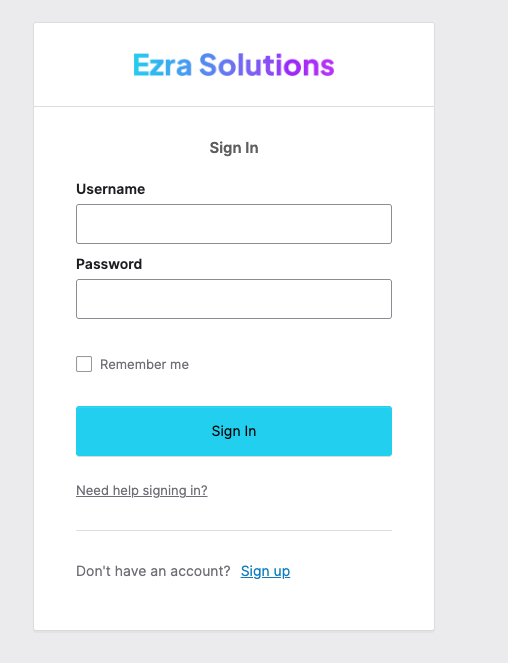 Ezra Solutions
Sign In
Username
Password
Remember me
Sign In
Need help signing in?
Don't have an account? Sign up